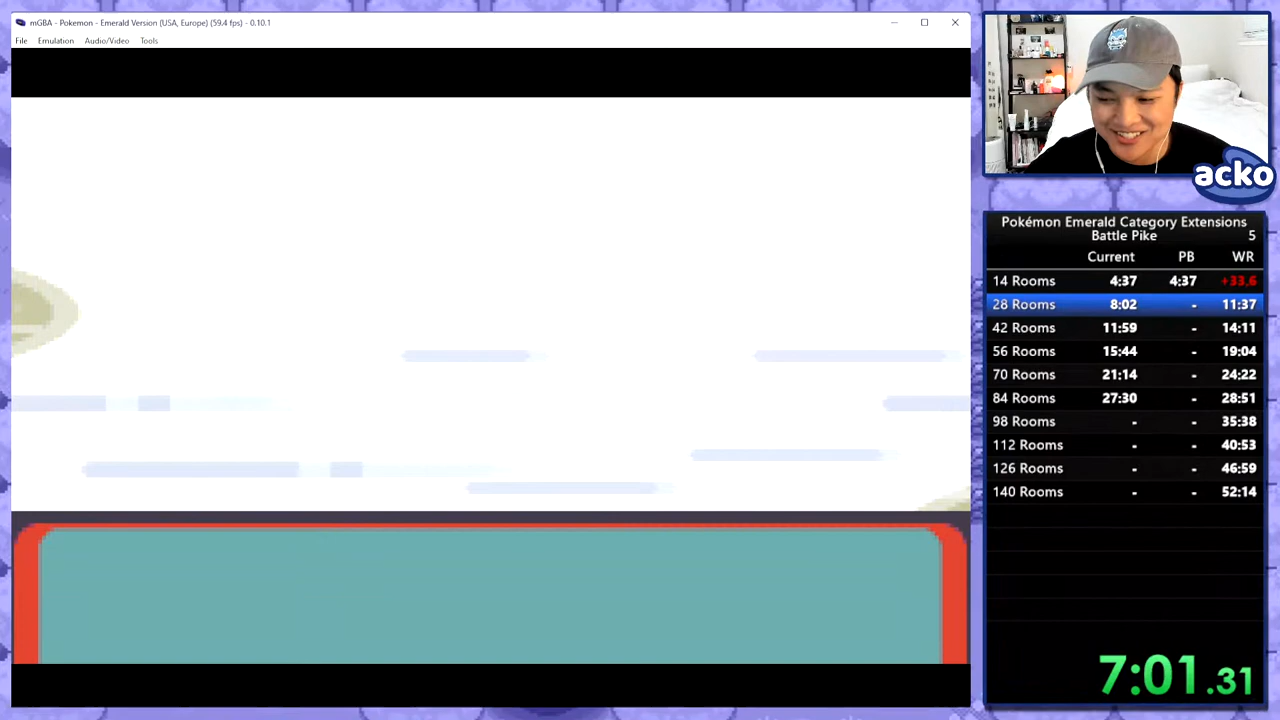 mGBA - Pokemon - Emerald Version (USA, Europe) (59.4 fps) - 0.10.1
File Emulation Audio/Video Tools
acko
Pokémon Emerald Category Extensions
Battle Pike 5
Current PB WR
14 Rooms 4:37 4:37 +33.6
28 Rooms 8:02 - 11:37
42 Rooms 11:59 - 14:11
56 Rooms 15:44 - 19:04
70 Rooms 21:14 - 24:22
84 Rooms 27:30 - 28:51
98 Rooms - - 35:38
112 Rooms - - 40:53
126 Rooms - - 46:59
140 Rooms - - 52:14
7:01.31